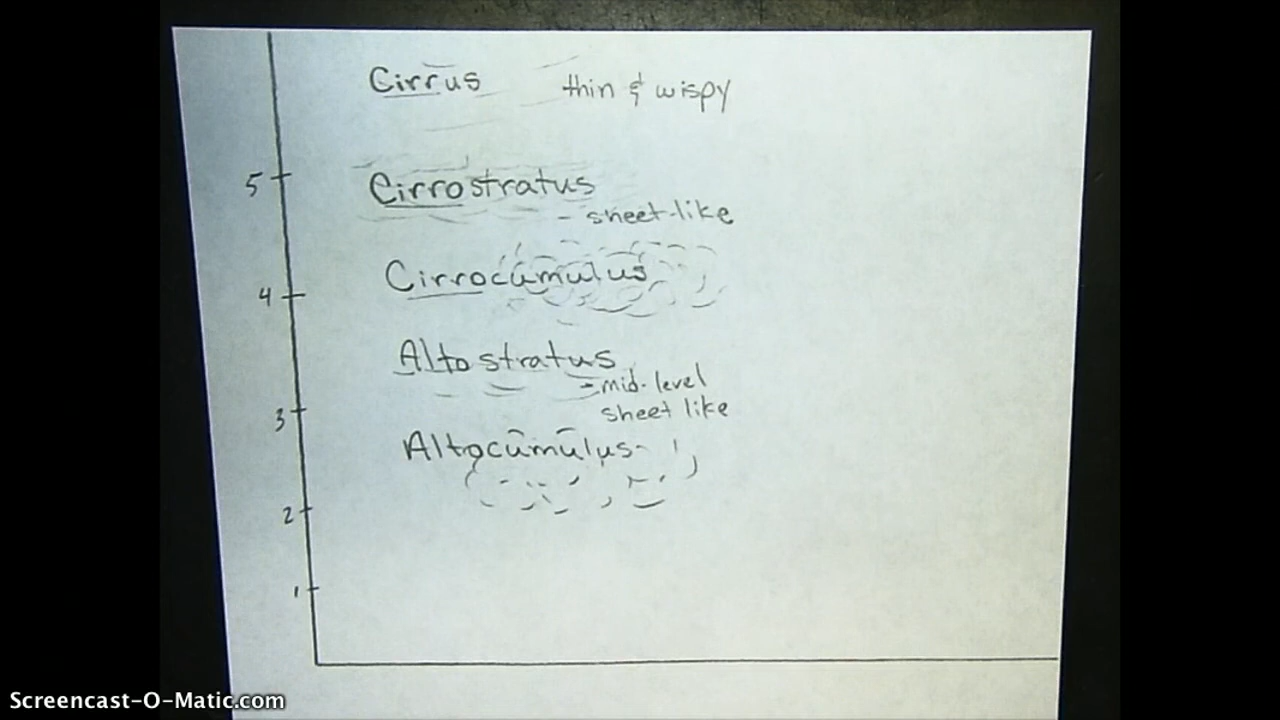 Cirrus
thin & wispy
5
Cirrostratus
- sheet-like
Cirrocumulus
4
Altostratus
- mid-level
sheet like
3
Altocumulus
2
1
Screencast-O-Matic.com